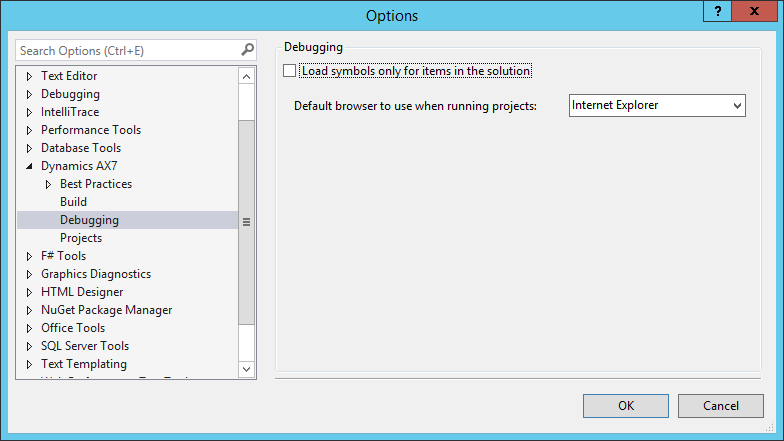 Options
?
x
Search Options (Ctrl+E)
Text Editor
Debugging
IntelliTrace
Performance Tools
Database Tools
Dynamics AX7
Best Practices
Build
Debugging
Projects
F# Tools
Graphics Diagnostics
HTML Designer
NuGet Package Manager
Office Tools
SQL Server Tools
Text Templating
Debugging
Load symbols only for items in the solution
Default browser to use when running projects:
Internet Explorer
OK
Cancel